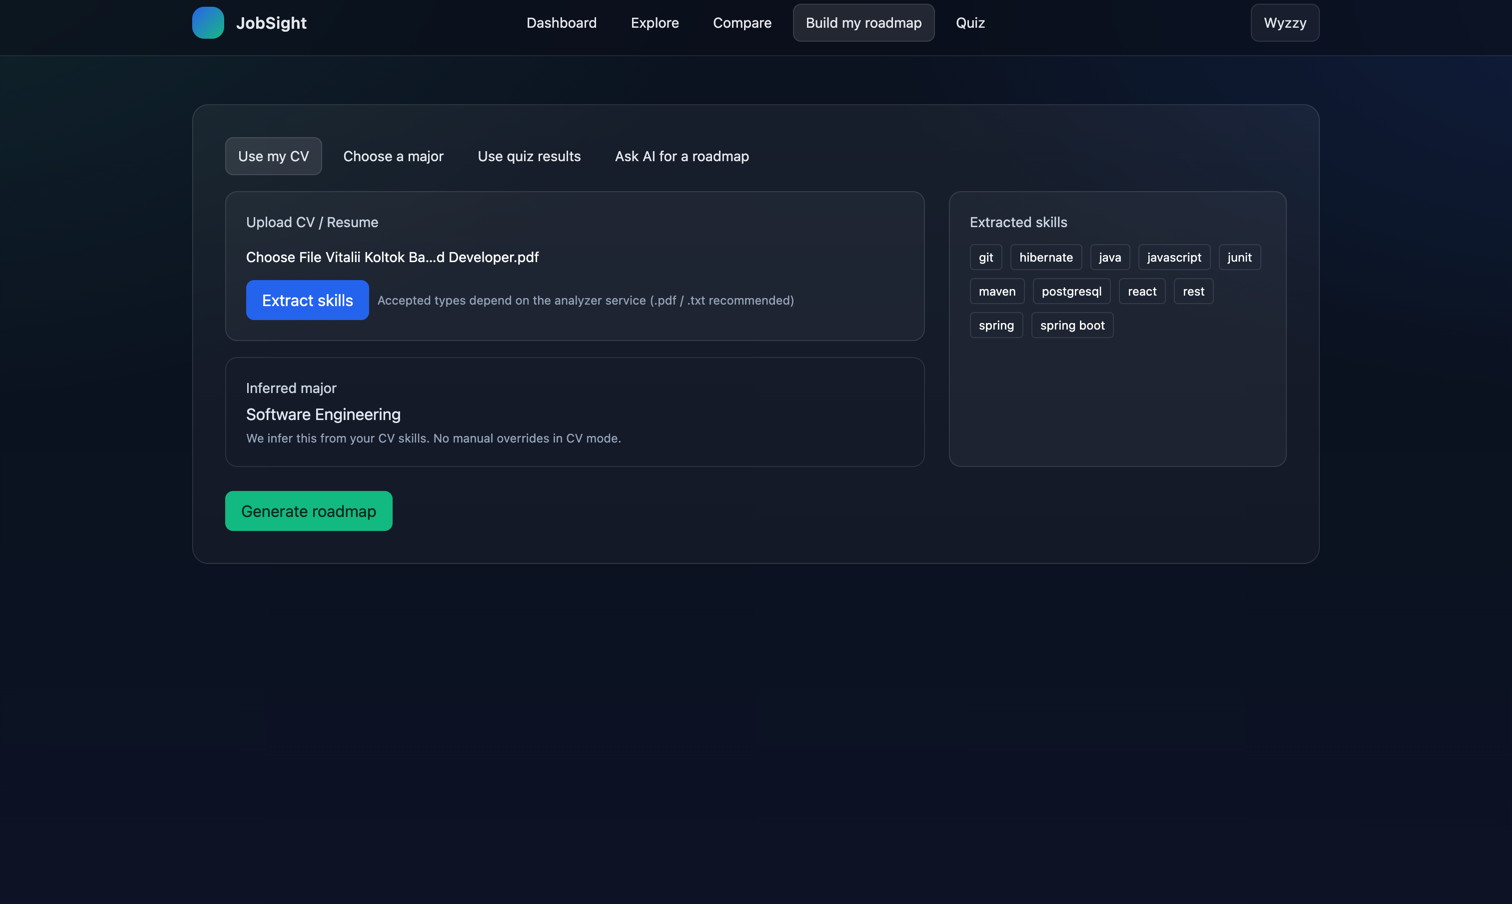 JobSight
Dashboard Explore Compare Build my roadmap Quiz
Wyzzy
Use my CV Choose a major Use quiz results Ask AI for a roadmap
Upload CV / Resume
Choose File Vitalii Koltok Ba...d Developer.pdf
Extract skills Accepted types depend on the analyzer service (.pdf / .txt recommended)
Inferred major
Software Engineering
We infer this from your CV skills. No manual overrides in CV mode.
Extracted skills
git hibernate java javascript junit
maven postgresql react rest
spring spring boot
Generate roadmap